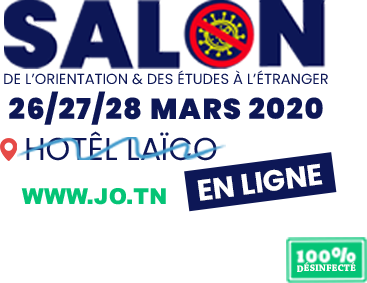 SALON
DE L'ORIENTATION & DES ÉTUDES À L'ÉTRANGER
26/27/28 MARS 2020
HOTÊL LAÏCO
EN LIGNE
WWW.JO.TN
100%
DÉSINFECTÉ